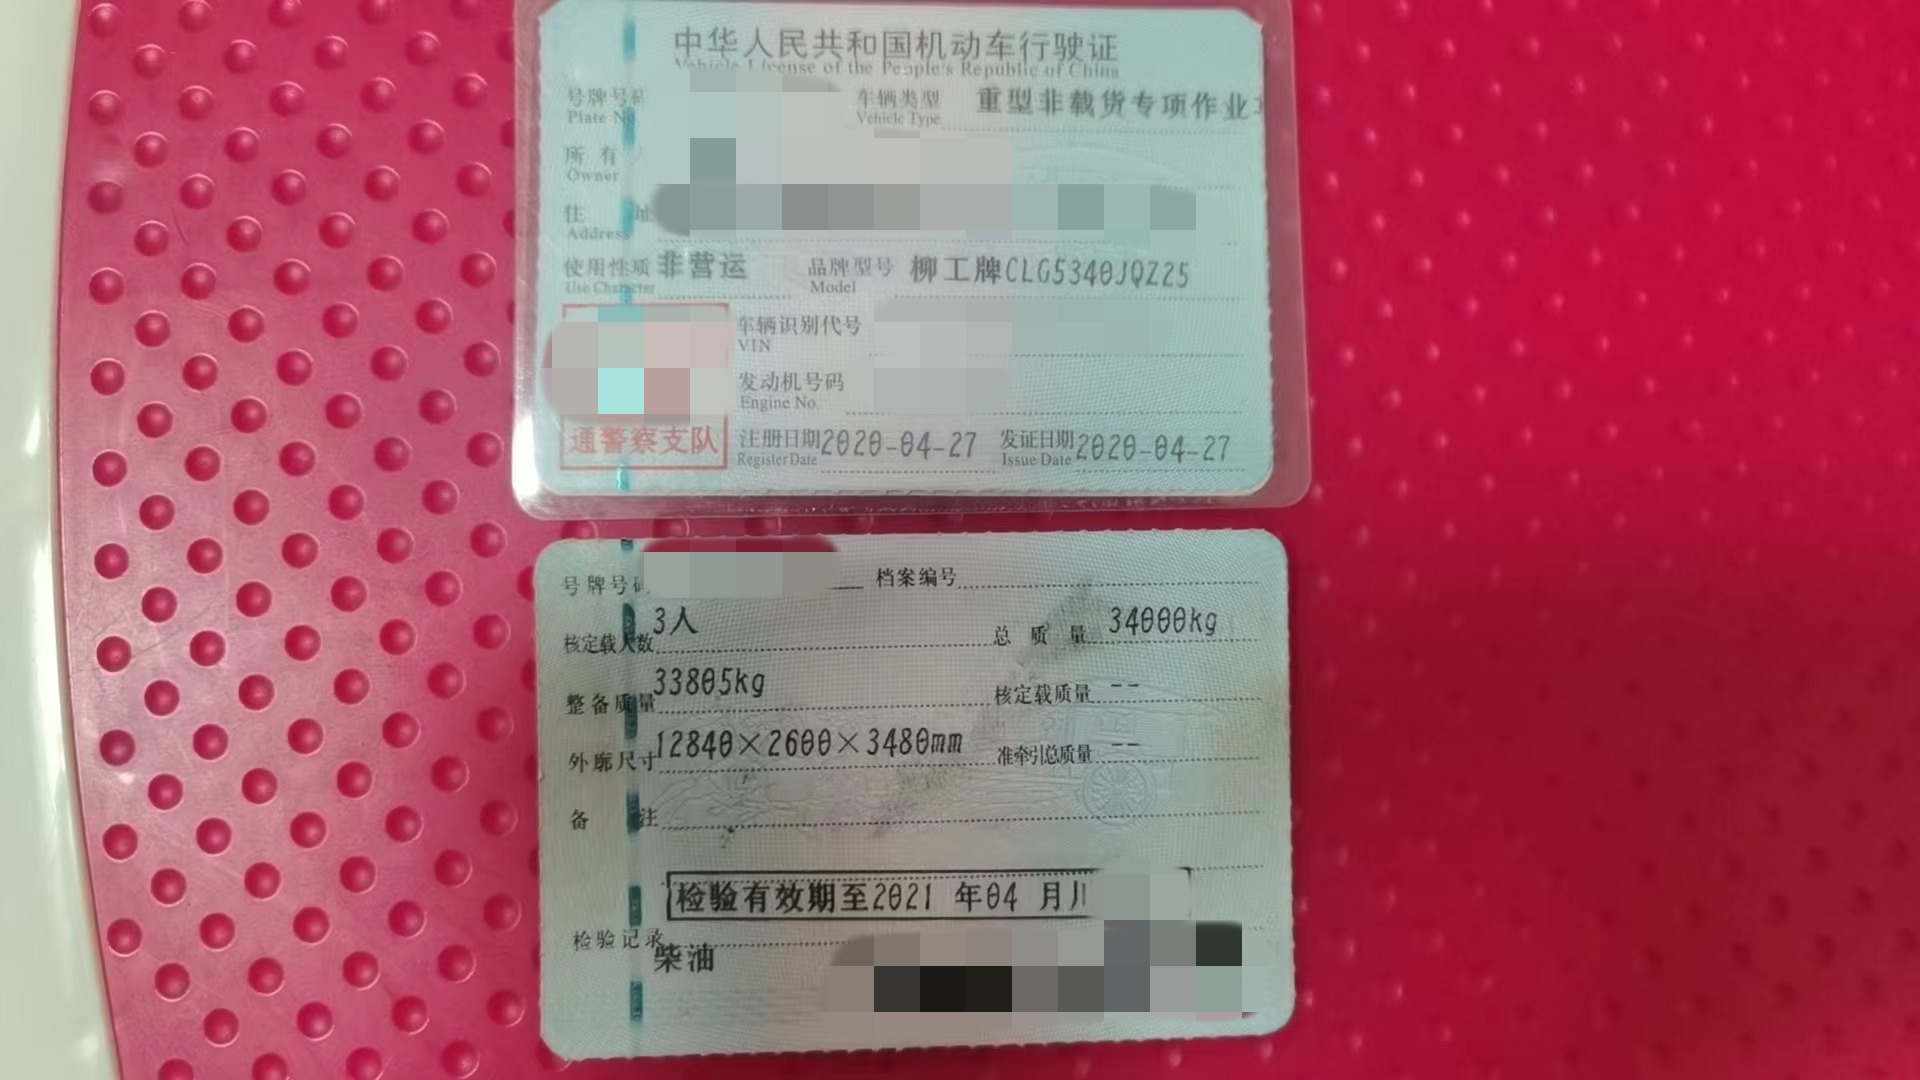 中华人民共和国机动车行驶证
Vehicle License of the People's Republic of China
号牌号码 车辆类型 重型非载货专项作业车
Plate No. Vehicle Type
所有
Owner
住 址
Address
使用性质 非营运 品牌型号 柳工牌CLG5340JQZ25
Use Character Model
车辆识别代号
VIN
发动机号码
Engine No.
通警察支队
注册日期 2020-04-27 发证日期 2020-04-27
Register Date Issue Date
号牌号码 档案编号
核定载人数 3人 总质量 34000kg
整备质量 33805kg 核定载质量 --
外廓尺寸 12840×2600×3480mm 准牵引总质量 --
备 注
检验有效期至2021 年04 月
检验记录
柴油